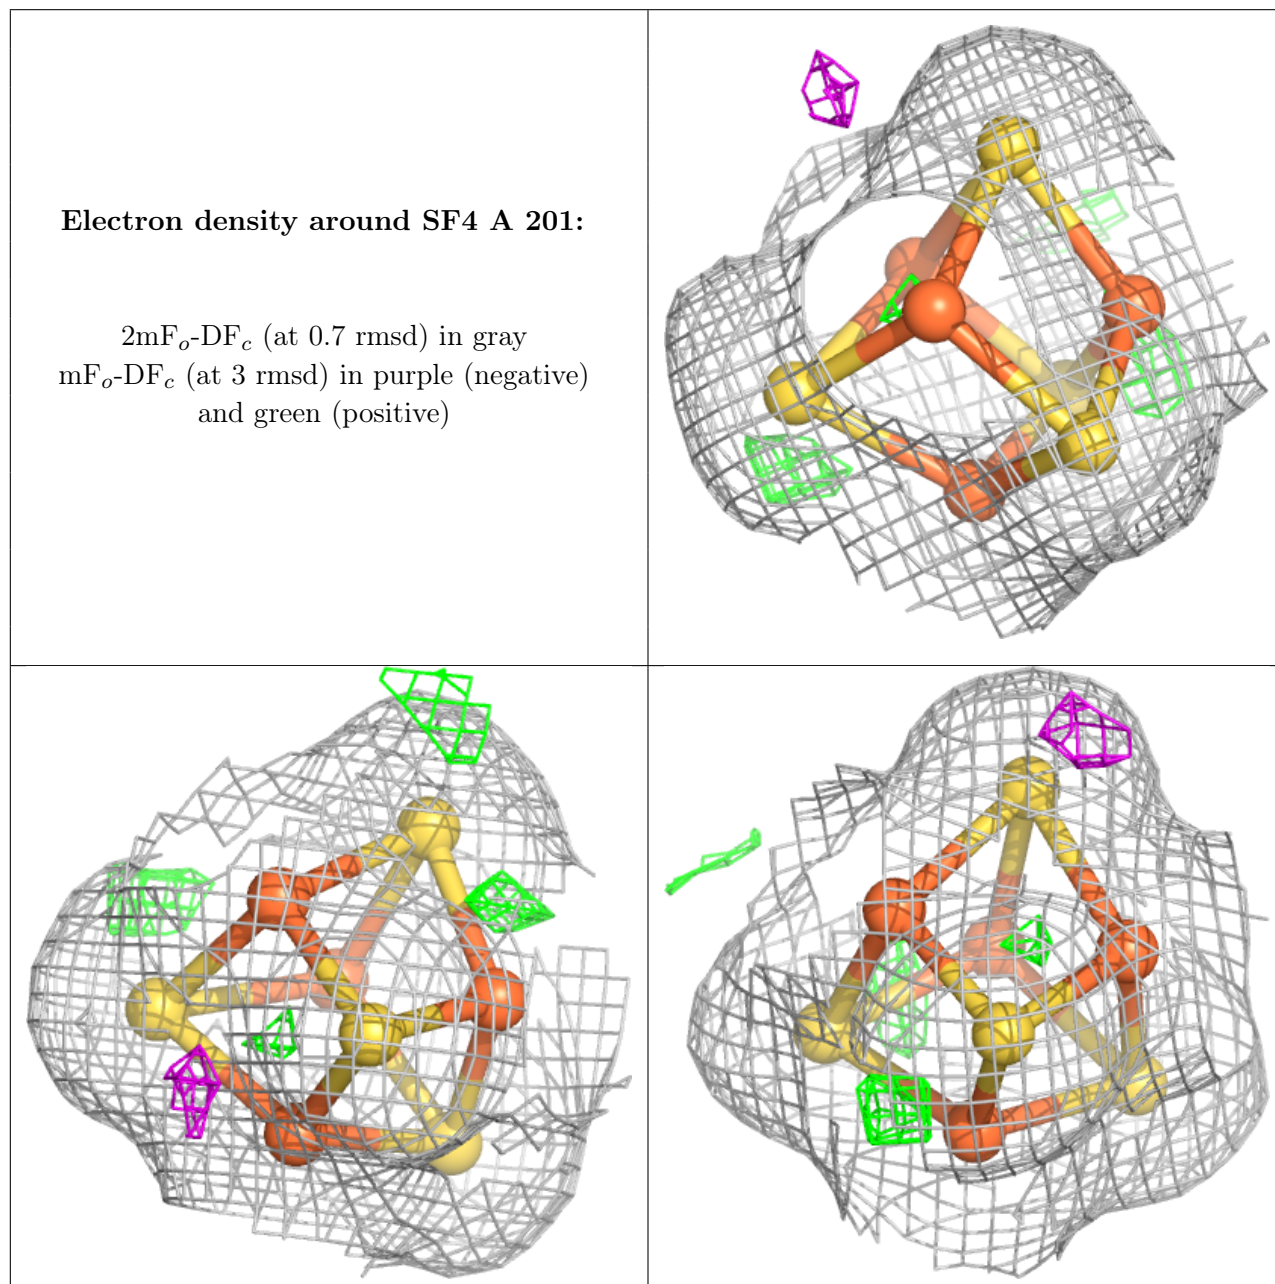 Electron density around SF4 A 201:
2mFo-DFc (at 0.7 rmsd) in gray
mFo-DFc (at 3 rmsd) in purple (negative)
and green (positive)